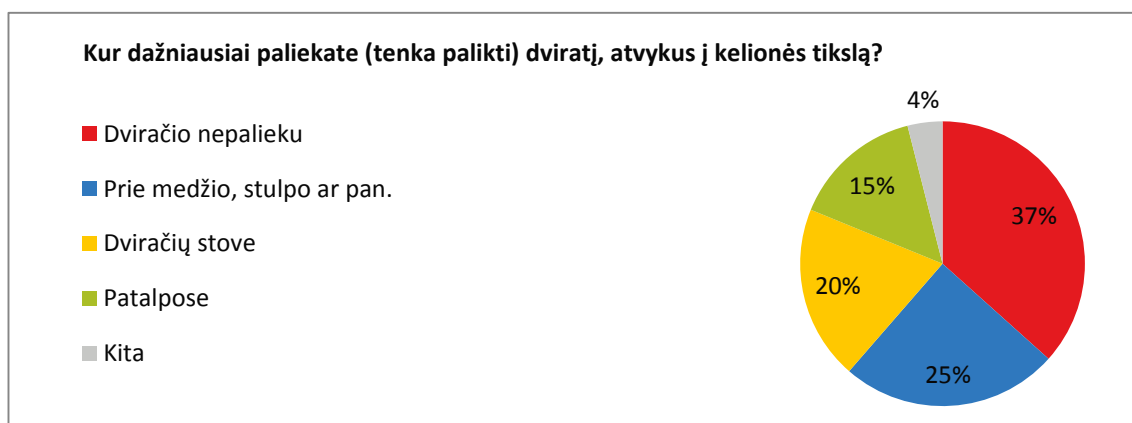 Kur dažniausiai paliekate (tenka palikti) dviratį, atvykus į kelionės tikslą?
Dviračio nepalieku
Prie medžio, stulpo ar pan.
Dviračių stove
Patalpose
Kita
4%
15%
37%
20%
25%